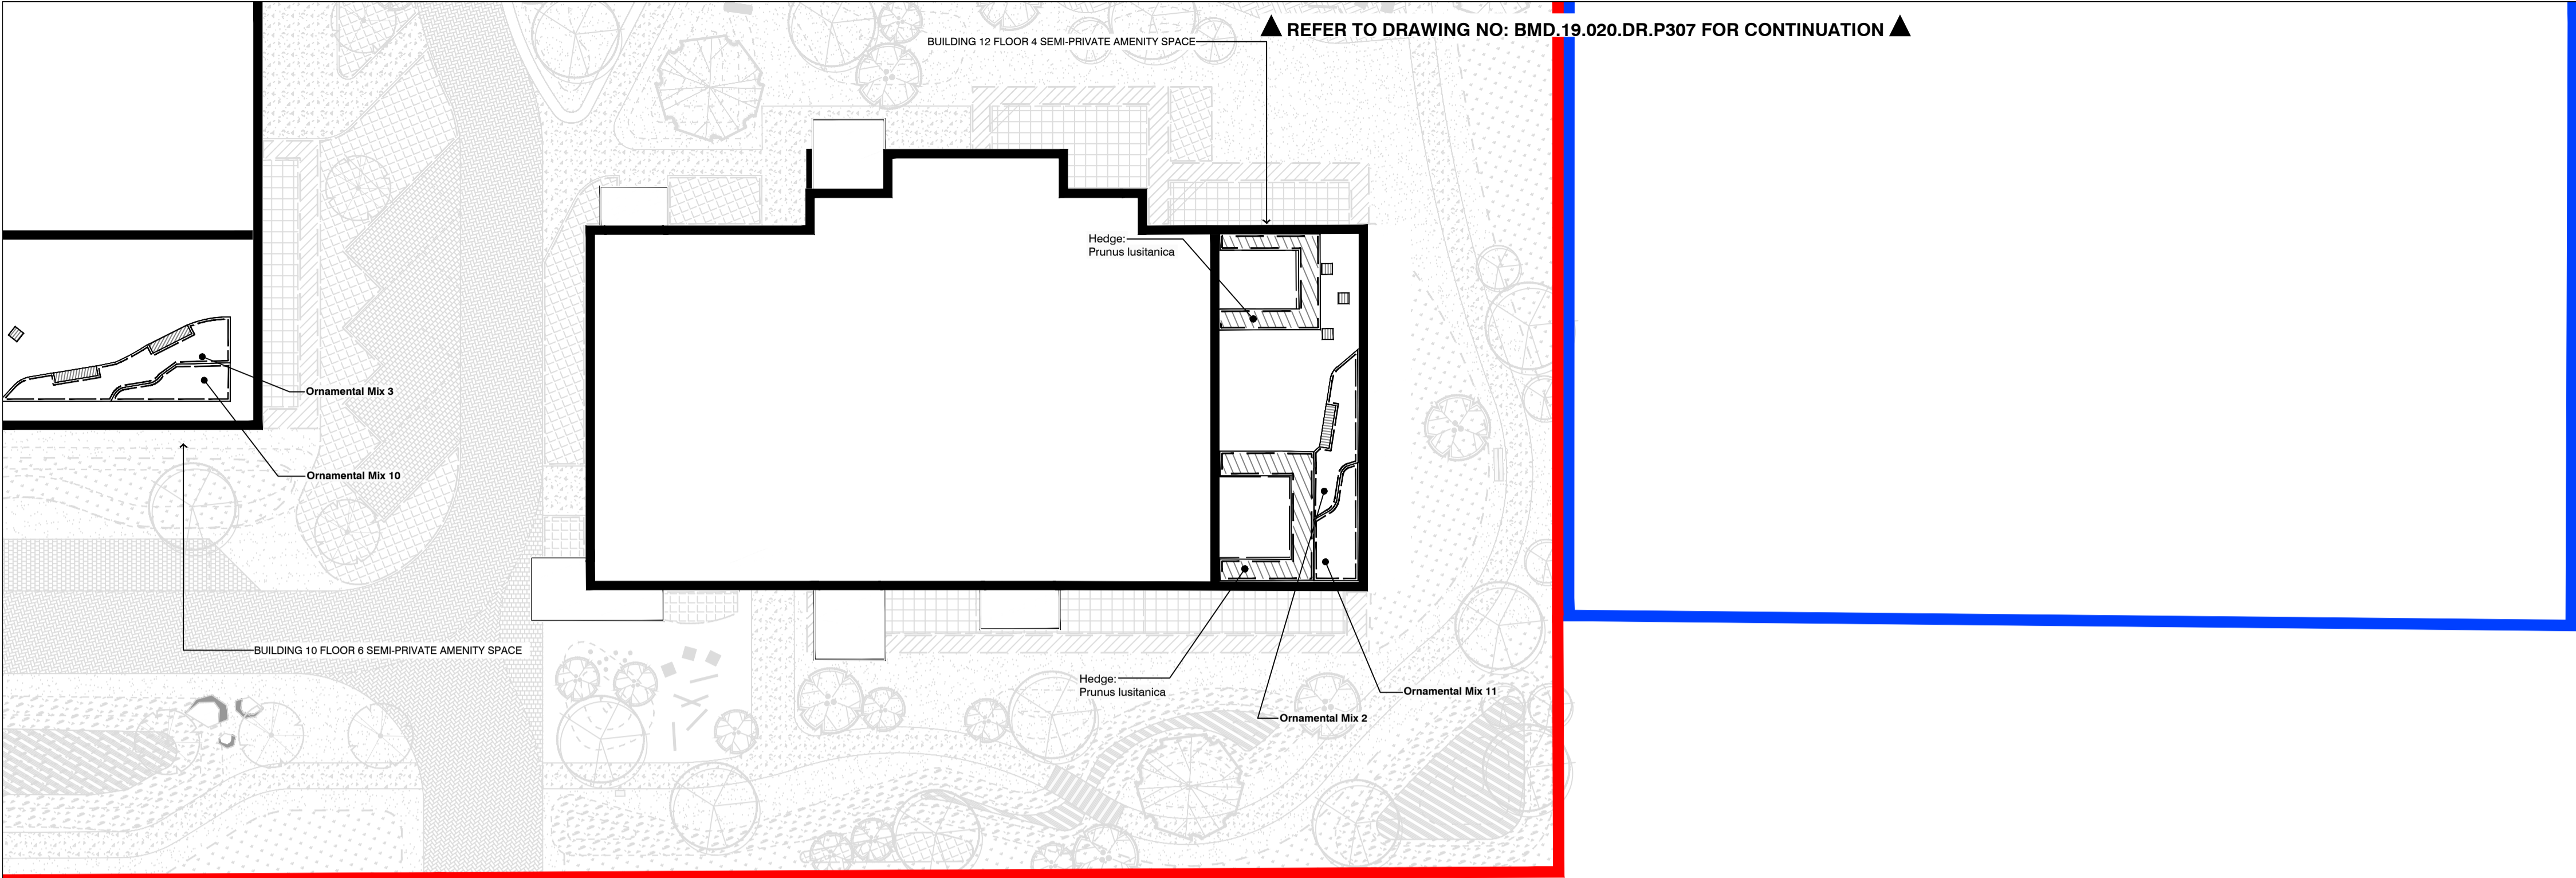 ▲ REFER TO DRAWING NO: BMD.19.020.DR.P307 FOR CONTINUATION ▲
BUILDING 12 FLOOR 4 SEMI-PRIVATE AMENITY SPACE
Hedge:
Prunus lusitanica
Ornamental Mix 3
Ornamental Mix 10
BUILDING 10 FLOOR 6 SEMI-PRIVATE AMENITY SPACE
Hedge:
Prunus lusitanica
Ornamental Mix 11
Ornamental Mix 2